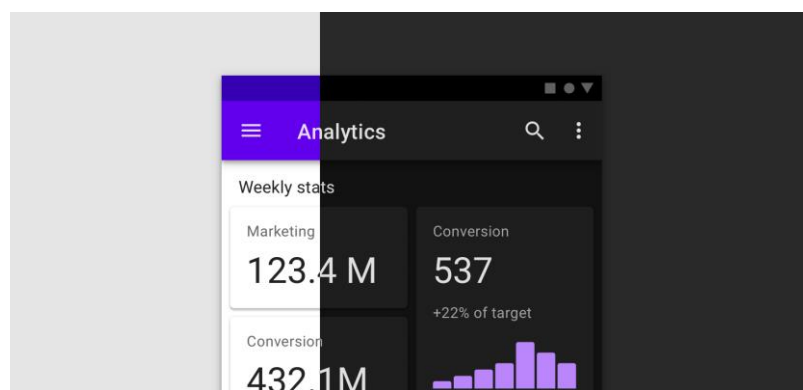 Analytics
Weekly stats
Marketing
123.4 M
Conversion
432.1M
Conversion
537
+22% of target